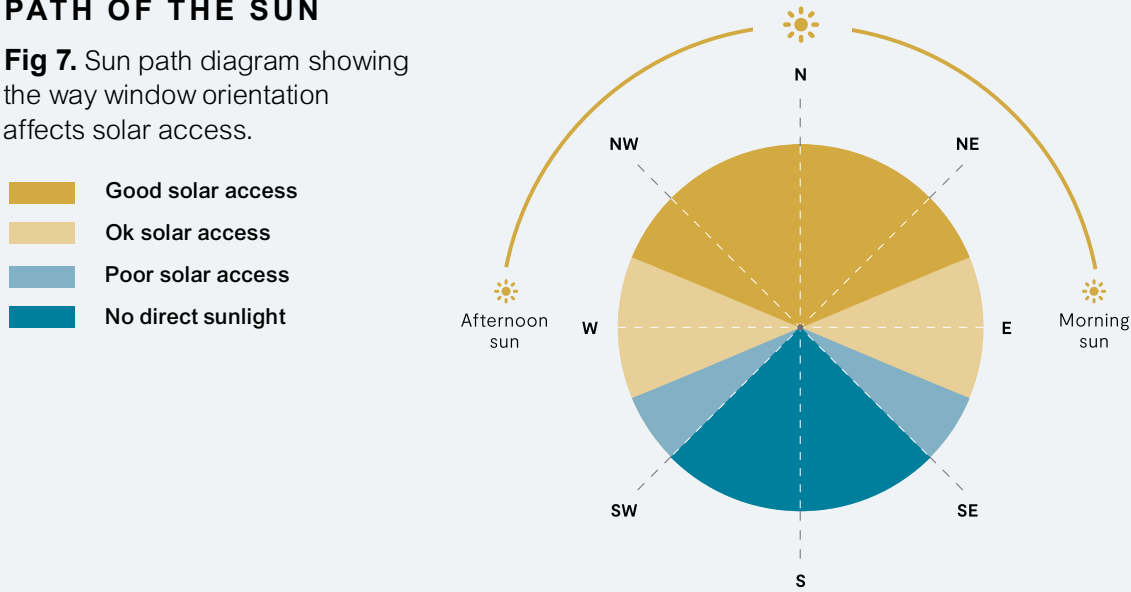 PATH OF THE SUN
Fig 7. Sun path diagram showing
the way window orientation
affects solar access.
Good solar access
Ok solar access
Poor solar access
No direct sunlight
N
NW
NE
Afternoon
sun
W
E
Morning
sun
SW
SE
S